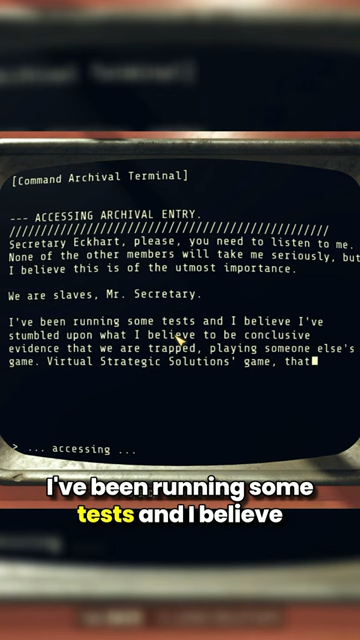 [Command Archival Terminal]
--- ACCESSING ARCHIVAL ENTRY.
/////////////////////////////////////////////////
Secretary Eckhart, please, you need to listen to me.
None of the other members will take me seriously, but
I believe this is of the utmost importance.
We are slaves, Mr. Secretary.
I've been running some tests and I believe I've
stumbled upon what I believe to be conclusive
evidence that we are trapped, playing someone else's
game. Virtual Strategic Solutions' game, that
> ... accessing ...
I've been running some
tests and I believe